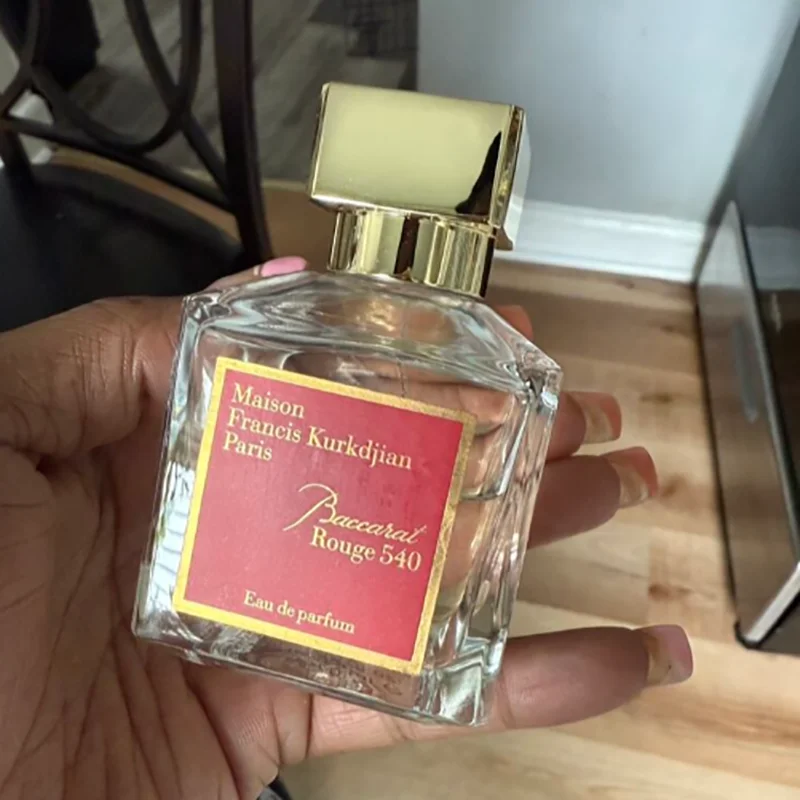 Maison
Francis Kurkdjian
Paris
Baccarat
Rouge 540
Eau de parfum